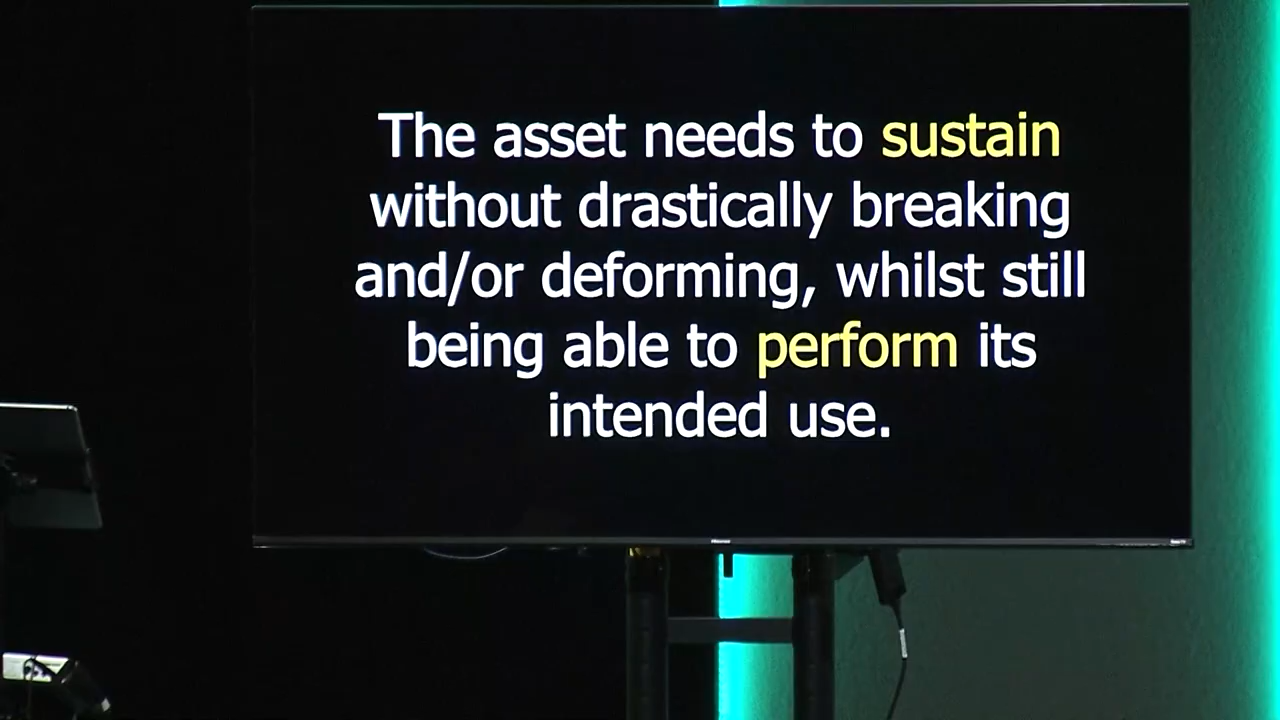 The asset needs to sustain
without drastically breaking
and/or deforming, whilst still
being able to perform its
intended use.